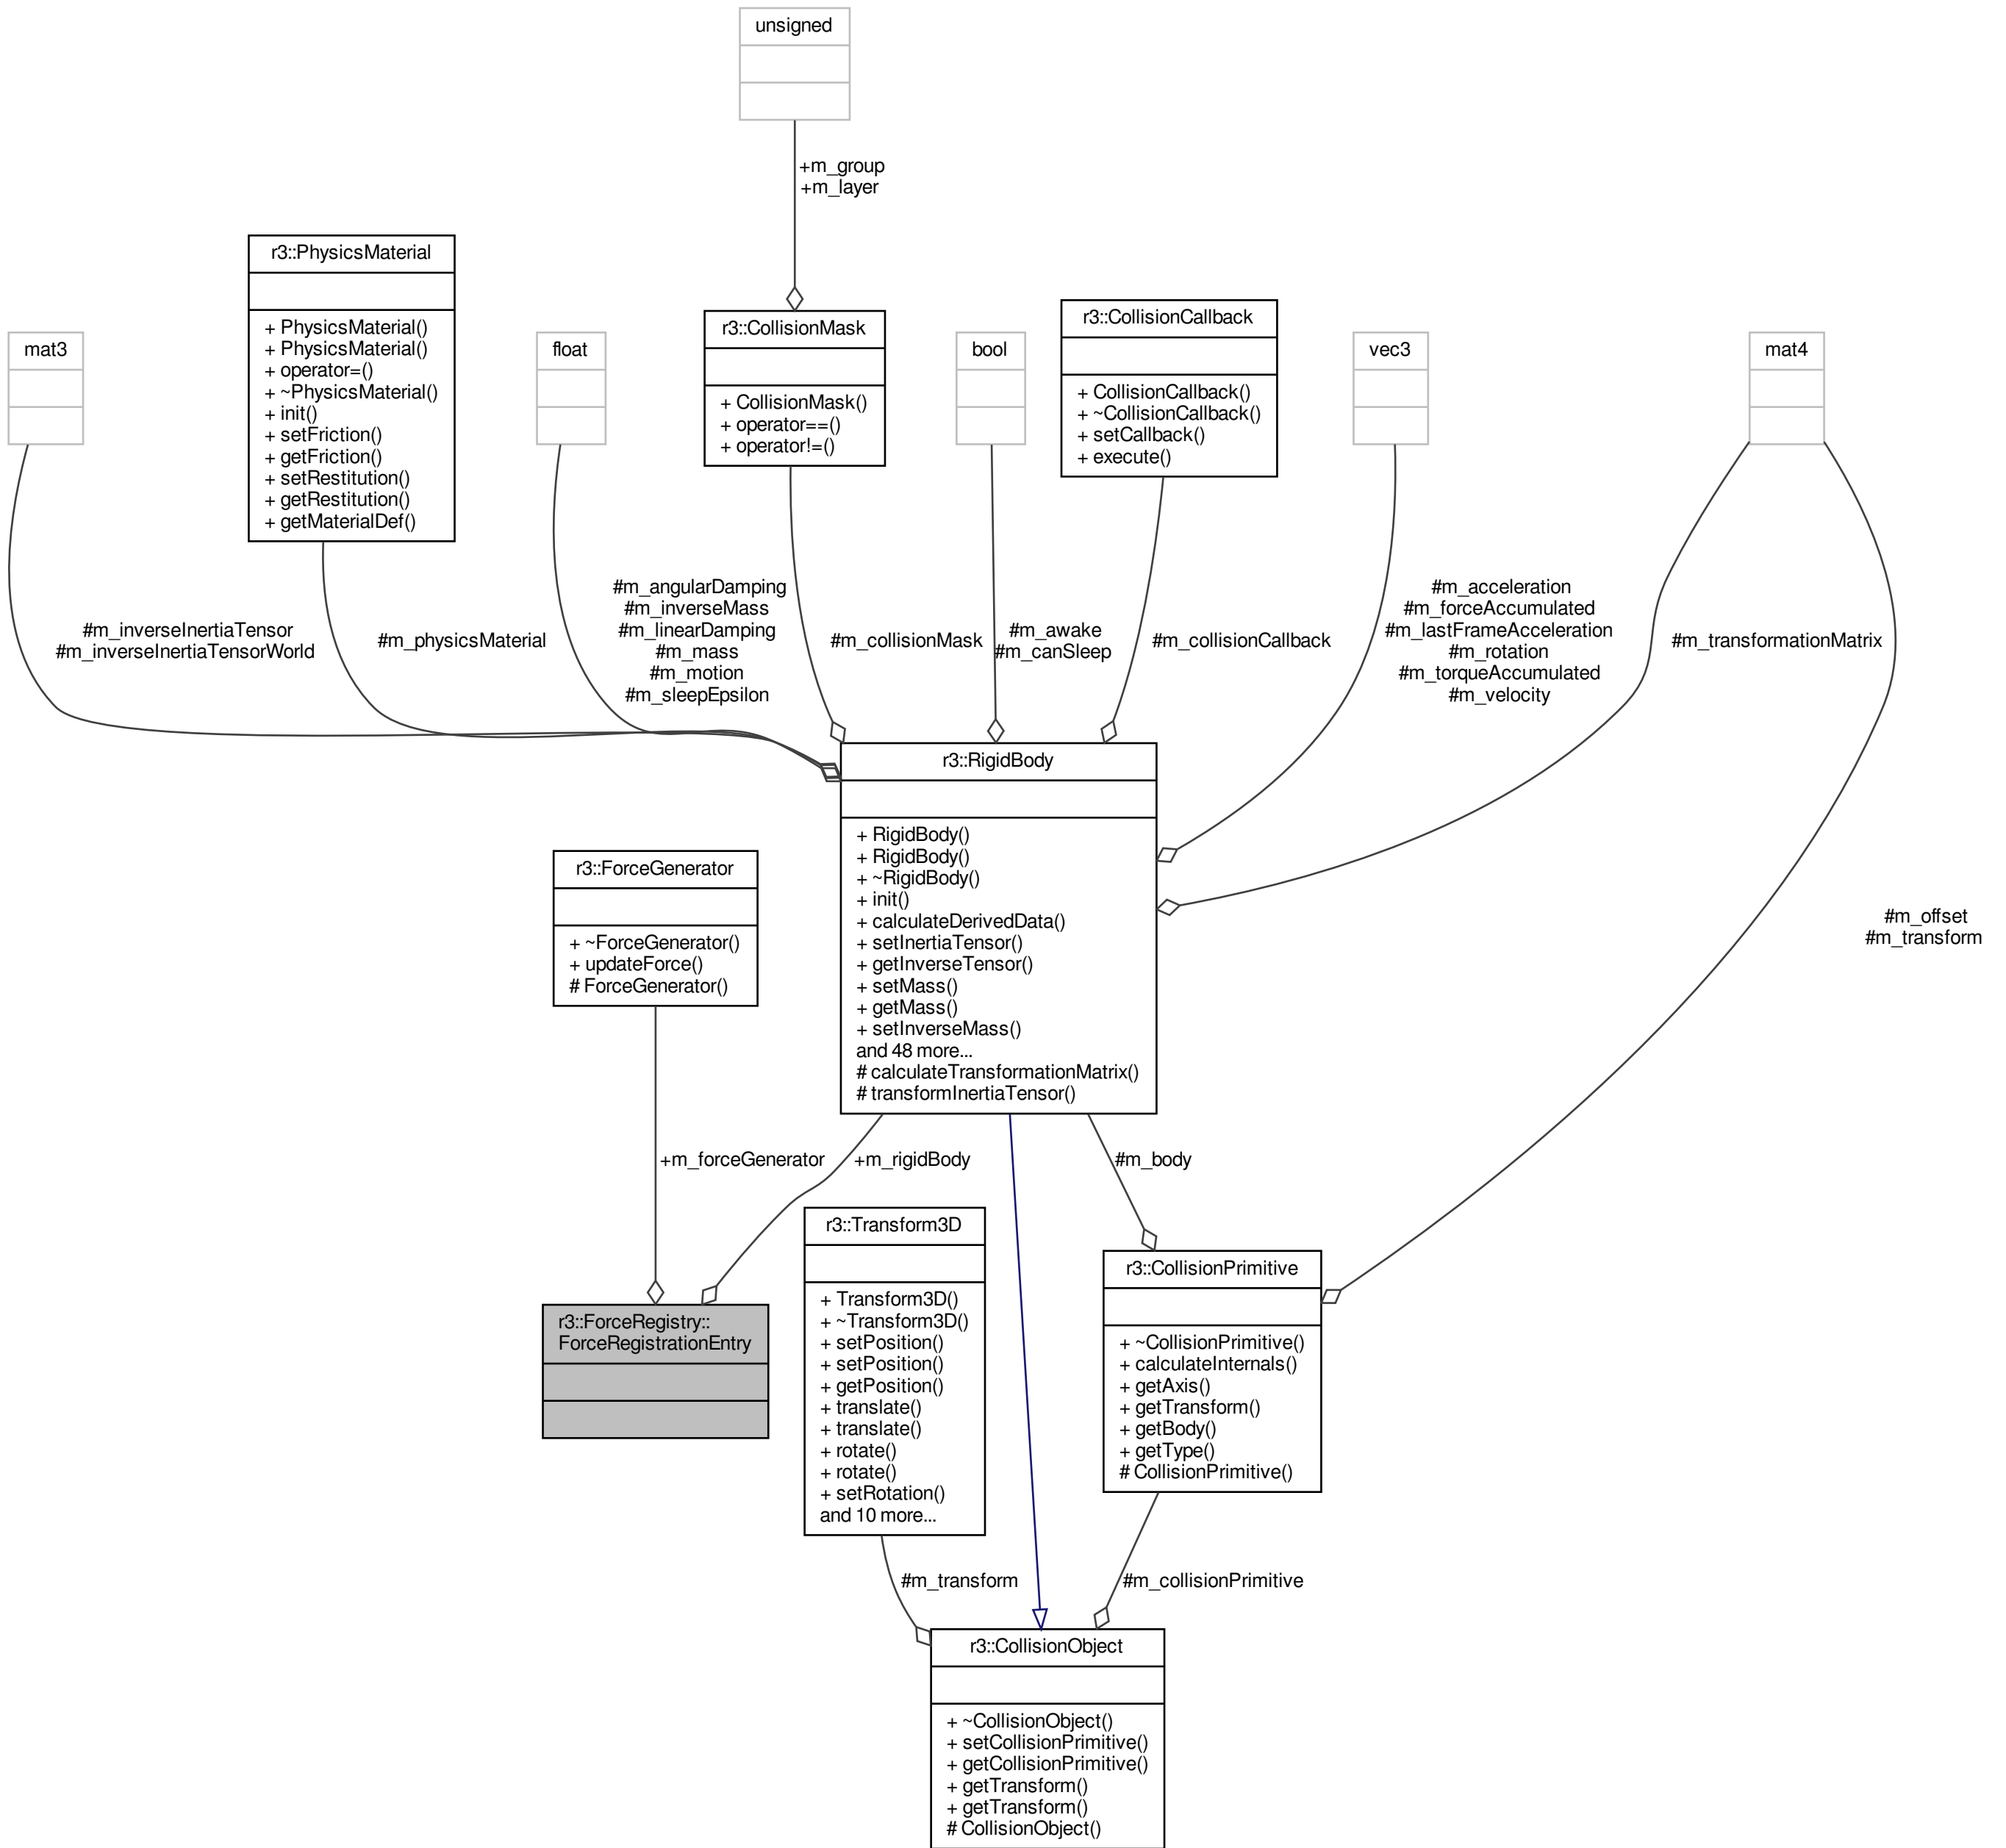 unsigned
+m_group
+m_layer
r3::PhysicsMaterial
+ PhysicsMaterial()
+ PhysicsMaterial()
+ operator=()
+ ~PhysicsMaterial()
+ init()
+ setFriction()
+ getFriction()
+ setRestitution()
+ getRestitution()
+ getMaterialDef()
mat3
float
r3::CollisionMask
+ CollisionMask()
+ operator==()
+ operator!=()
bool
r3::CollisionCallback
+ CollisionCallback()
+ ~CollisionCallback()
+ setCallback()
+ execute()
vec3
mat4
#m_inverseInertiaTensor
#m_inverseInertiaTensorWorld
#m_physicsMaterial
#m_angularDamping
#m_inverseMass
#m_linearDamping
#m_mass
#m_motion
#m_sleepEpsilon
#m_collisionMask
#m_awake
#m_canSleep
#m_collisionCallback
#m_acceleration
#m_forceAccumulated
#m_lastFrameAcceleration
#m_rotation
#m_torqueAccumulated
#m_velocity
#m_transformationMatrix
r3::RigidBody
+ RigidBody()
+ RigidBody()
+ ~RigidBody()
+ init()
+ calculateDerivedData()
+ setInertiaTensor()
+ getInverseTensor()
+ setMass()
+ getMass()
+ setInverseMass()
and 48 more...
# calculateTransformationMatrix()
# transformInertiaTensor()
r3::ForceGenerator
+ ~ForceGenerator()
+ updateForce()
# ForceGenerator()
#m_offset
#m_transform
+m_forceGenerator
+m_rigidBody
#m_body
r3::ForceRegistry::
ForceRegistrationEntry
r3::Transform3D
+ Transform3D()
+ ~Transform3D()
+ setPosition()
+ setPosition()
+ getPosition()
+ translate()
+ translate()
+ rotate()
+ rotate()
+ setRotation()
and 10 more...
r3::CollisionPrimitive
+ ~CollisionPrimitive()
+ calculateInternals()
+ getAxis()
+ getTransform()
+ getBody()
+ getType()
# CollisionPrimitive()
#m_transform
#m_collisionPrimitive
r3::CollisionObject
+ ~CollisionObject()
+ setCollisionPrimitive()
+ getCollisionPrimitive()
+ getTransform()
+ getTransform()
# CollisionObject()